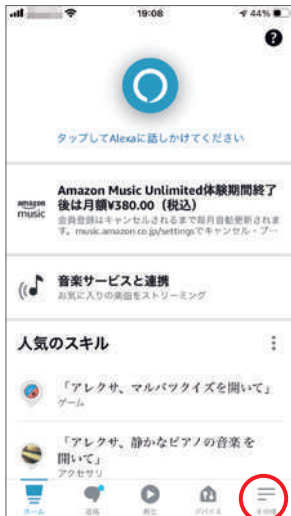 19:08
44%
?
タップしてAlexaに話しかけてください
amazon
music
Amazon Music Unlimited体験期間終了
後は月額¥380.00（税込）
会員登録はキャンセルされるまで毎月自動更新されま
す。music.amazon.co.jp/settingsでキャンセル・プ…
音楽サービスと連携
お気に入りの楽曲をストリーミング
人気のスキル
「アレクサ、マルバツクイズを開いて」
ゲーム
「アレクサ、静かなピアノの音楽を
開いて」
アクセサリ
ホーム
連絡
再生
デバイス
その他